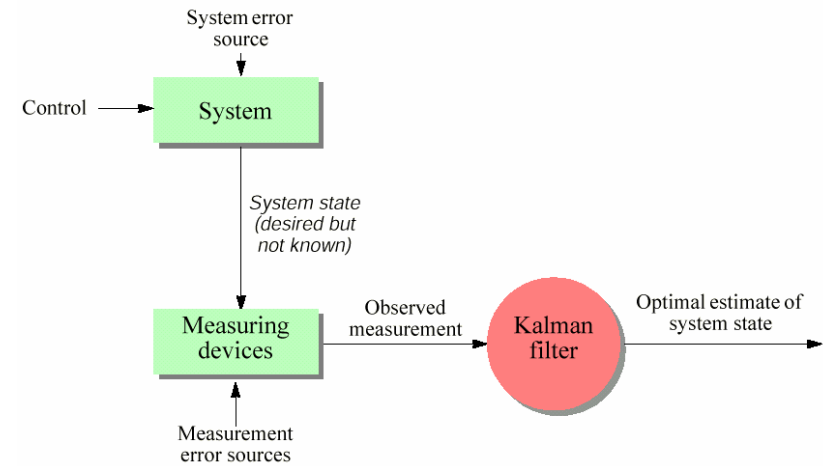 System error
source
Control
System
System state
(desired but
not known)
Measuring
devices
Observed
measurement
Kalman
filter
Optimal estimate of
system state
Measurement
error sources